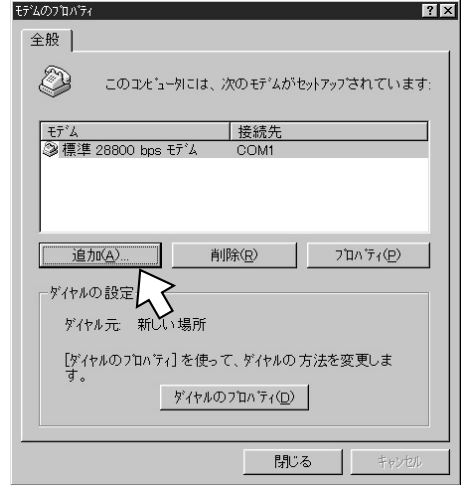 ﾓﾃﾞﾑのﾌﾟﾛﾊﾟﾃｨ
全般
このｺﾝﾋﾟｭｰﾀには、次のﾓﾃﾞﾑがｾｯﾄｱｯﾌﾟされています:
ﾓﾃﾞﾑ 接続先
標準 28800 bps ﾓﾃﾞﾑ COM1
追加(A)... 削除(R) ﾌﾟﾛﾊﾟﾃｨ(P)
ﾀﾞｲﾔﾙの設定
ﾀﾞｲﾔﾙ元: 新しい場所
[ﾀﾞｲﾔﾙのﾌﾟﾛﾊﾟﾃｨ] を使って、ﾀﾞｲﾔﾙの方法を変更しま
す。
ﾀﾞｲﾔﾙのﾌﾟﾛﾊﾟﾃｨ(D)
閉じる ｷｬﾝｾﾙ